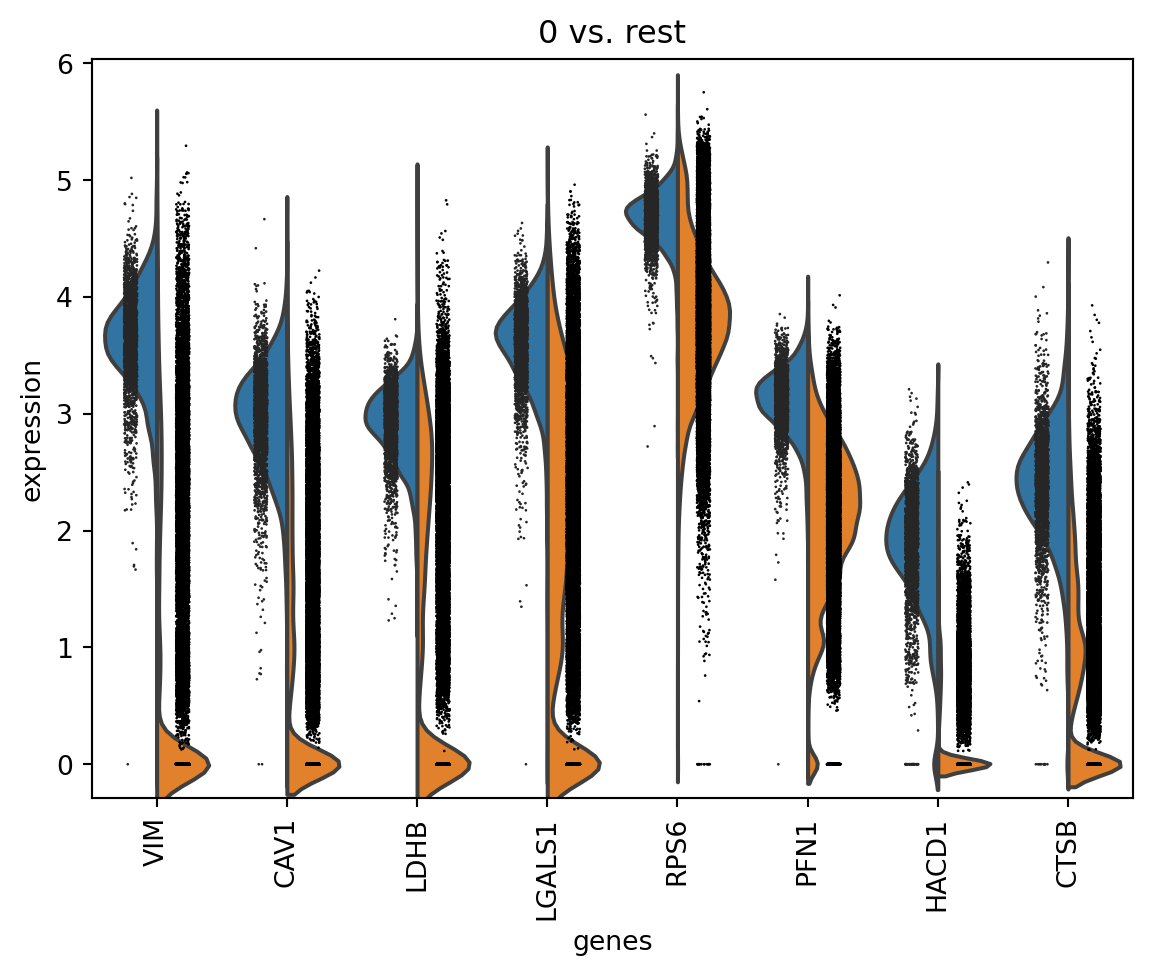 0 vs. rest
6
5
4
3
2
1
0
expression
VIM
CAV1
LDHB
LGALS1
RPS6
PFN1
HACD1
CTSB
genes